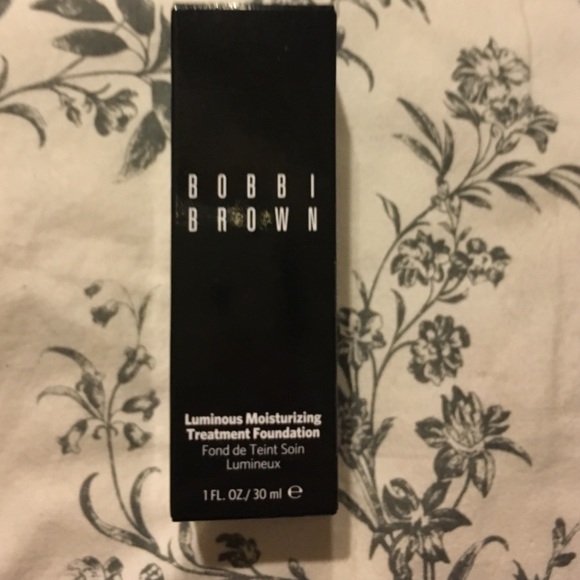 BOBBI
BROWN
Luminous Moisturizing
Treatment Foundation
Fond de Teint Soin
Lumineux
1 FL. OZ./ 30 ml ℮